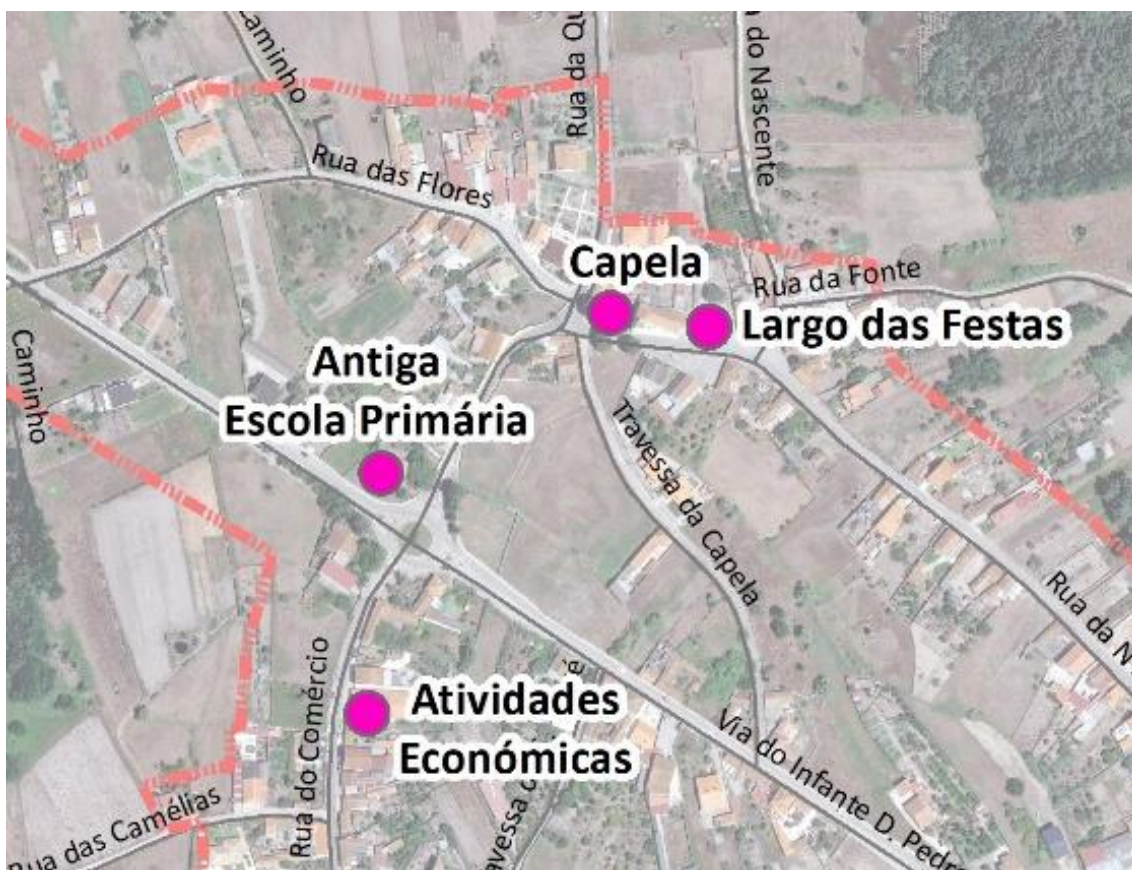 Caminho
Rua da
do Nascente
Rua das Flores
Capela
Rua da Fonte
Largo das Festas
Caminho
Antiga
Escola Primária
Travessa da Capela
Rua da
Rua do Comércio
Atividades
Económicas
Via do Infante D. Pedro
Rua das Camélias